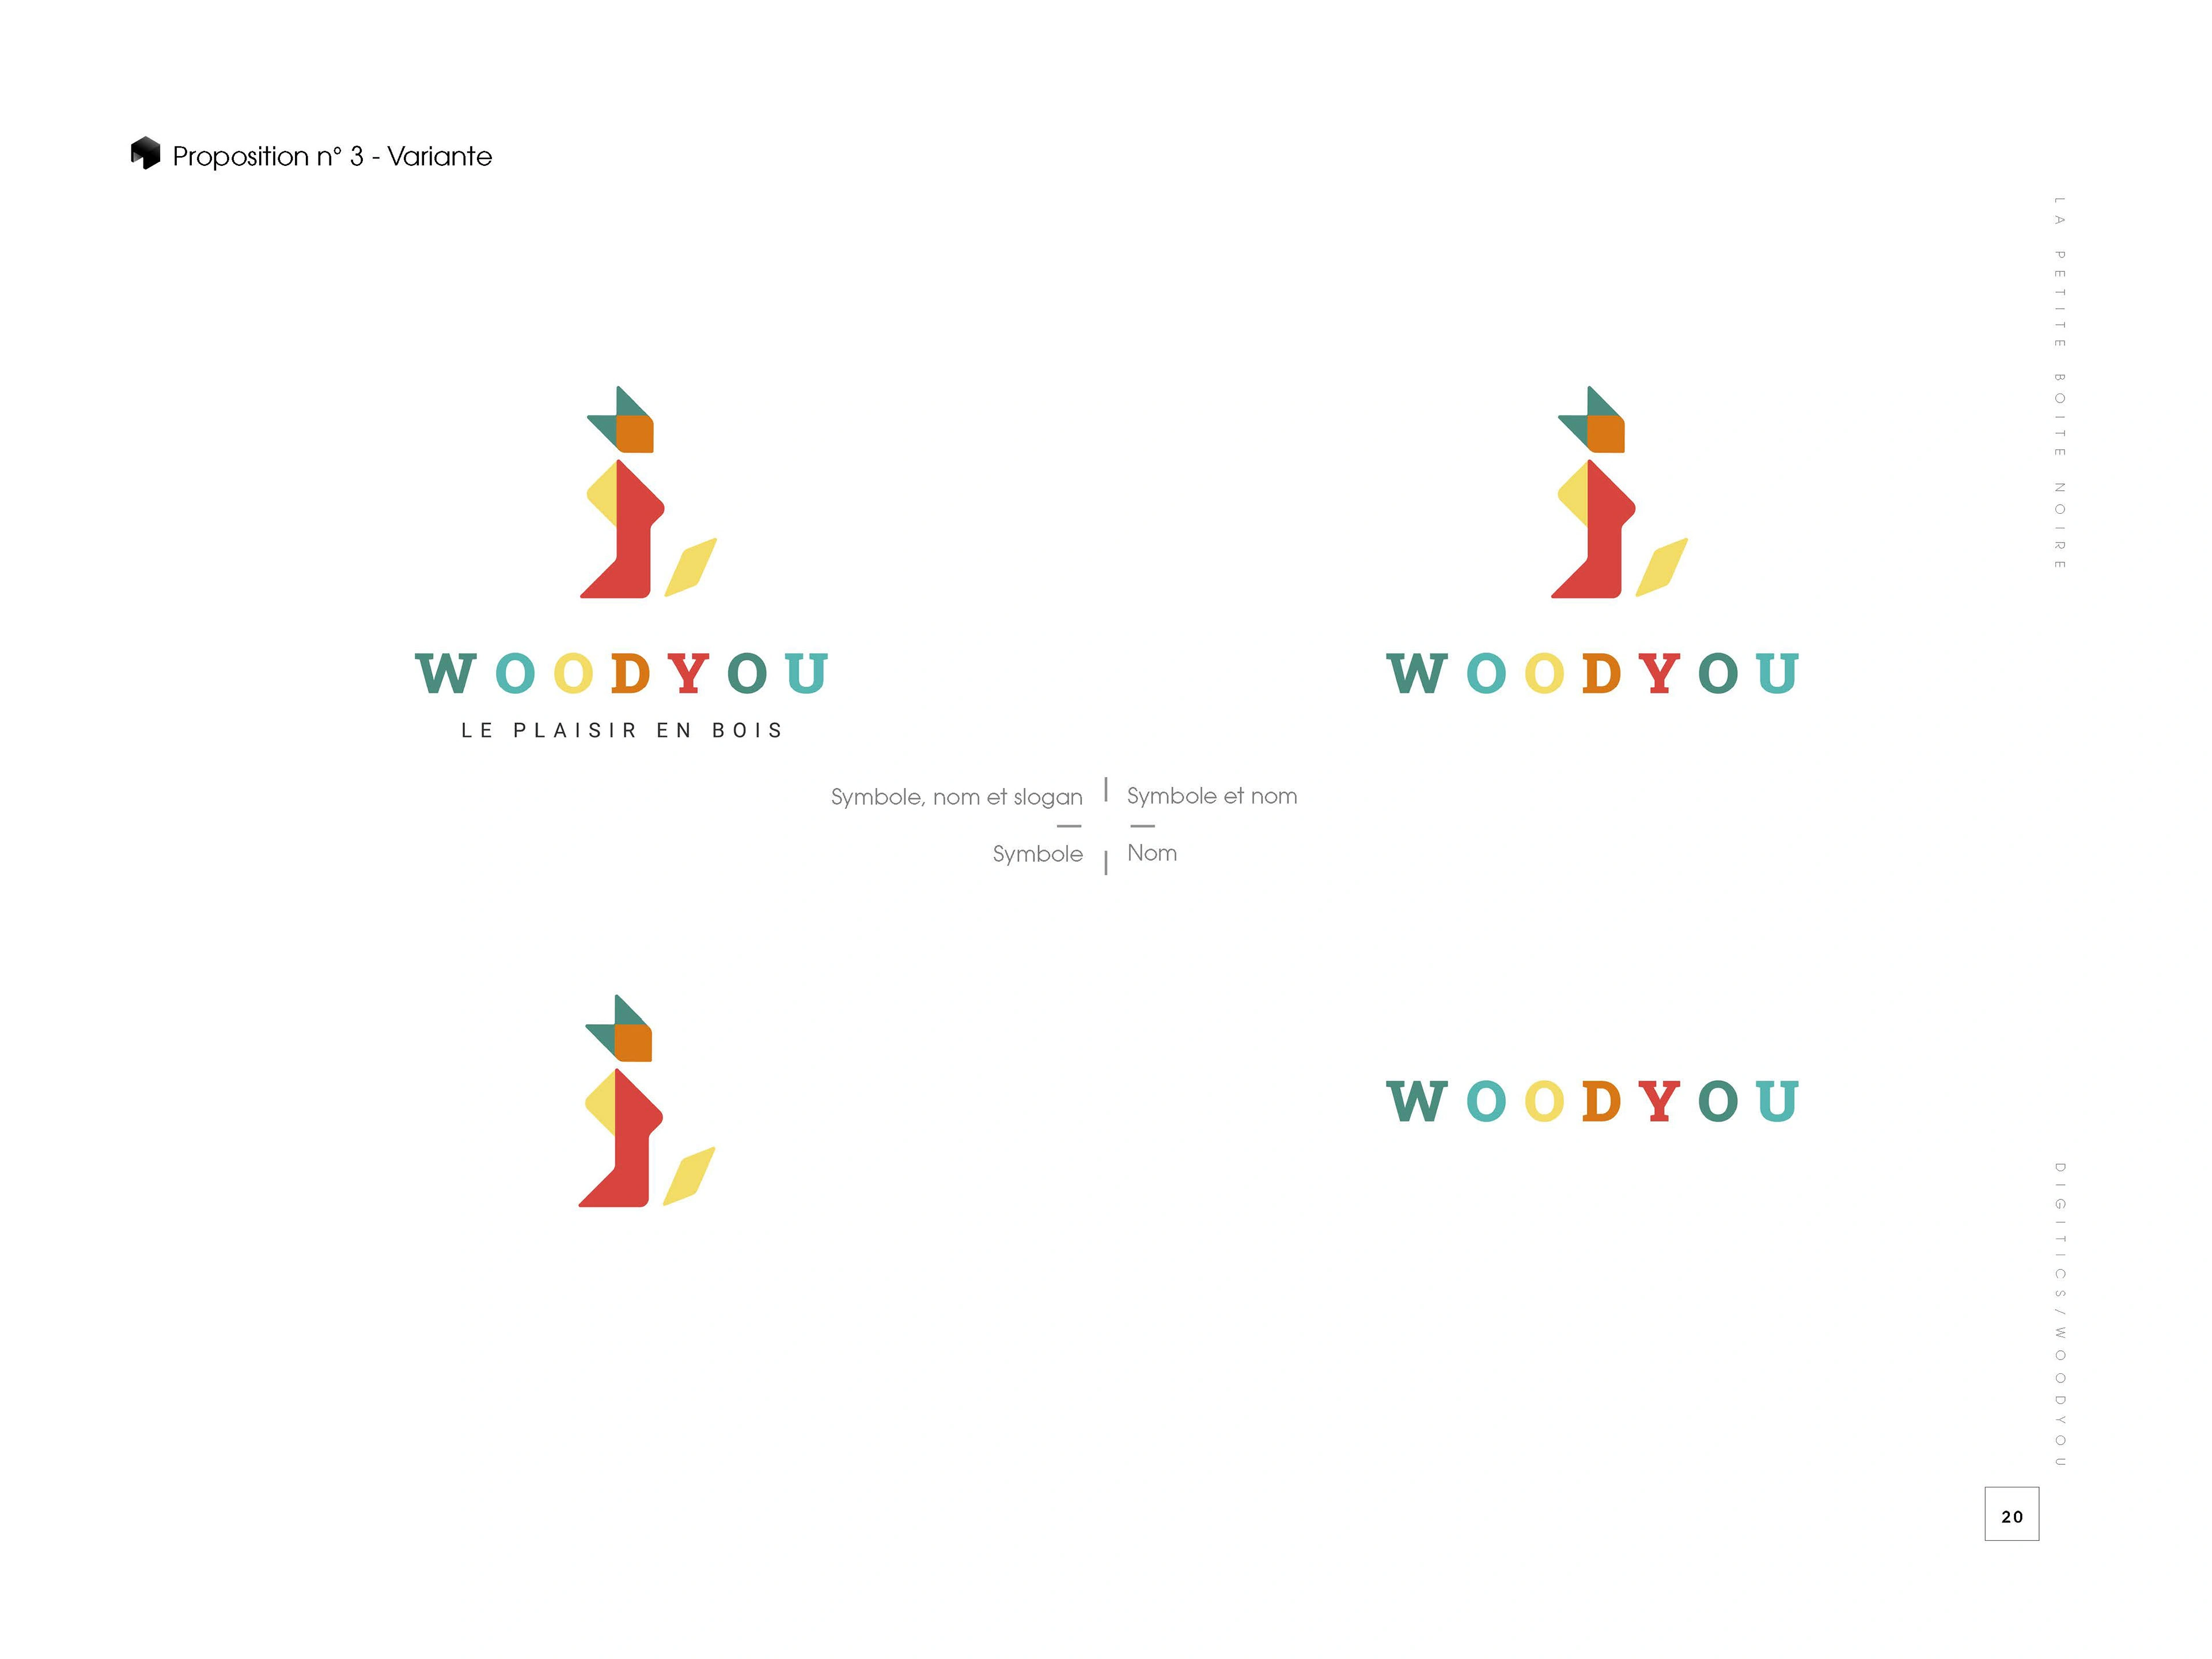 Proposition n° 3 - Variante
LA PETITE BOITE NOIRE
WOODYOU
LE PLAISIR EN BOIS
WOODYOU
Symbole, nom et slogan
Symbole et nom
Symbole
Nom
WOODYOU
DIGITICS/WOODYOU
20